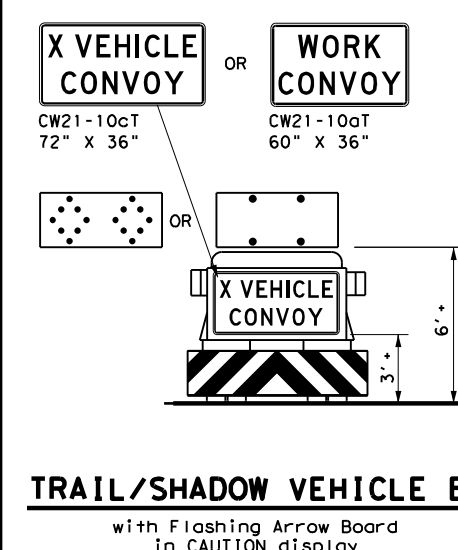 X VEHICLE
CONVOY
OR
WORK
CONVOY
CW21-10cT
72" X 36"
CW21-10aT
60" X 36"
OR
X VEHICLE
CONVOY
6'+
3'+
TRAIL/SHADOW VEHICLE
with Flashing Arrow Board
in CAUTION display